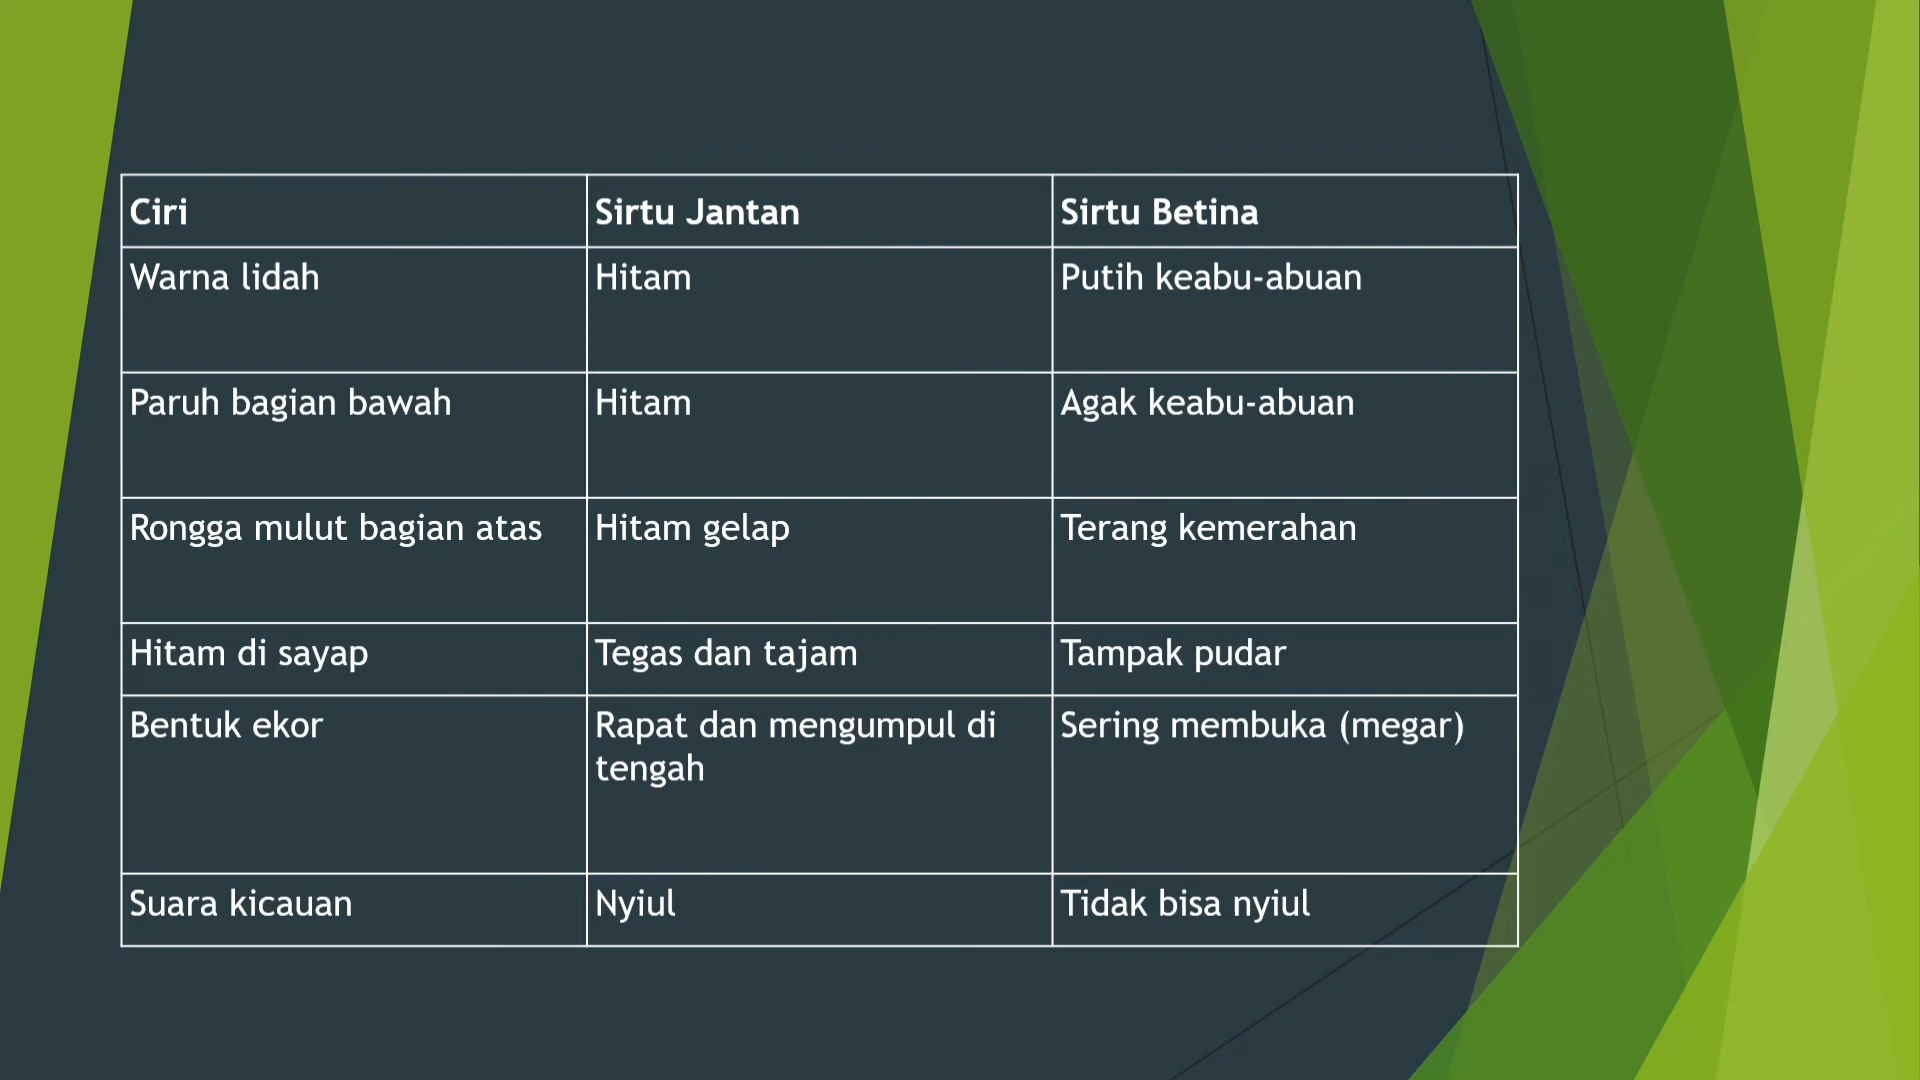 Ciri
Sirtu Jantan
Sirtu Betina
Warna lidah
Hitam
Putih keabu-abuan
Paruh bagian bawah
Hitam
Agak keabu-abuan
Rongga mulut bagian atas
Hitam gelap
Terang kemerahan
Hitam di sayap
Tegas dan tajam
Tampak pudar
Bentuk ekor
Rapat dan mengumpul di
tengah
Sering membuka (megar)
Suara kicauan
Nyiul
Tidak bisa nyiul